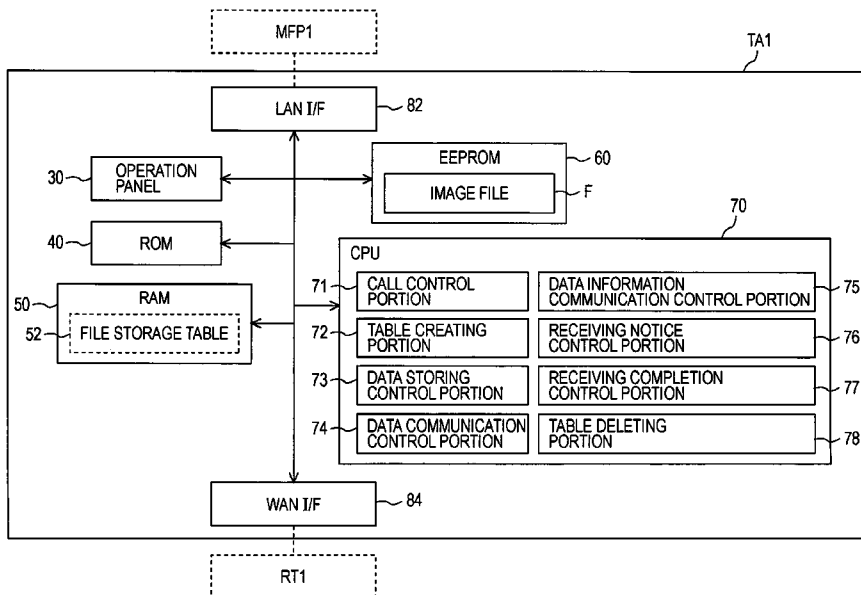 MFP1
TA1
LAN I/F
82
30
OPERATION
PANEL
EEPROM
60
IMAGE FILE
F
40
ROM
70
CPU
50
RAM
52
FILE STORAGE TABLE
71
CALL CONTROL
PORTION
DATA INFORMATION
COMMUNICATION CONTROL PORTION
75
72
TABLE CREATING
PORTION
RECEIVING NOTICE
CONTROL PORTION
76
73
DATA STORING
CONTROL PORTION
RECEIVING COMPLETION
CONTROL PORTION
77
74
DATA COMMUNICATION
CONTROL PORTION
TABLE DELETING
PORTION
78
WAN I/F
84
RT1